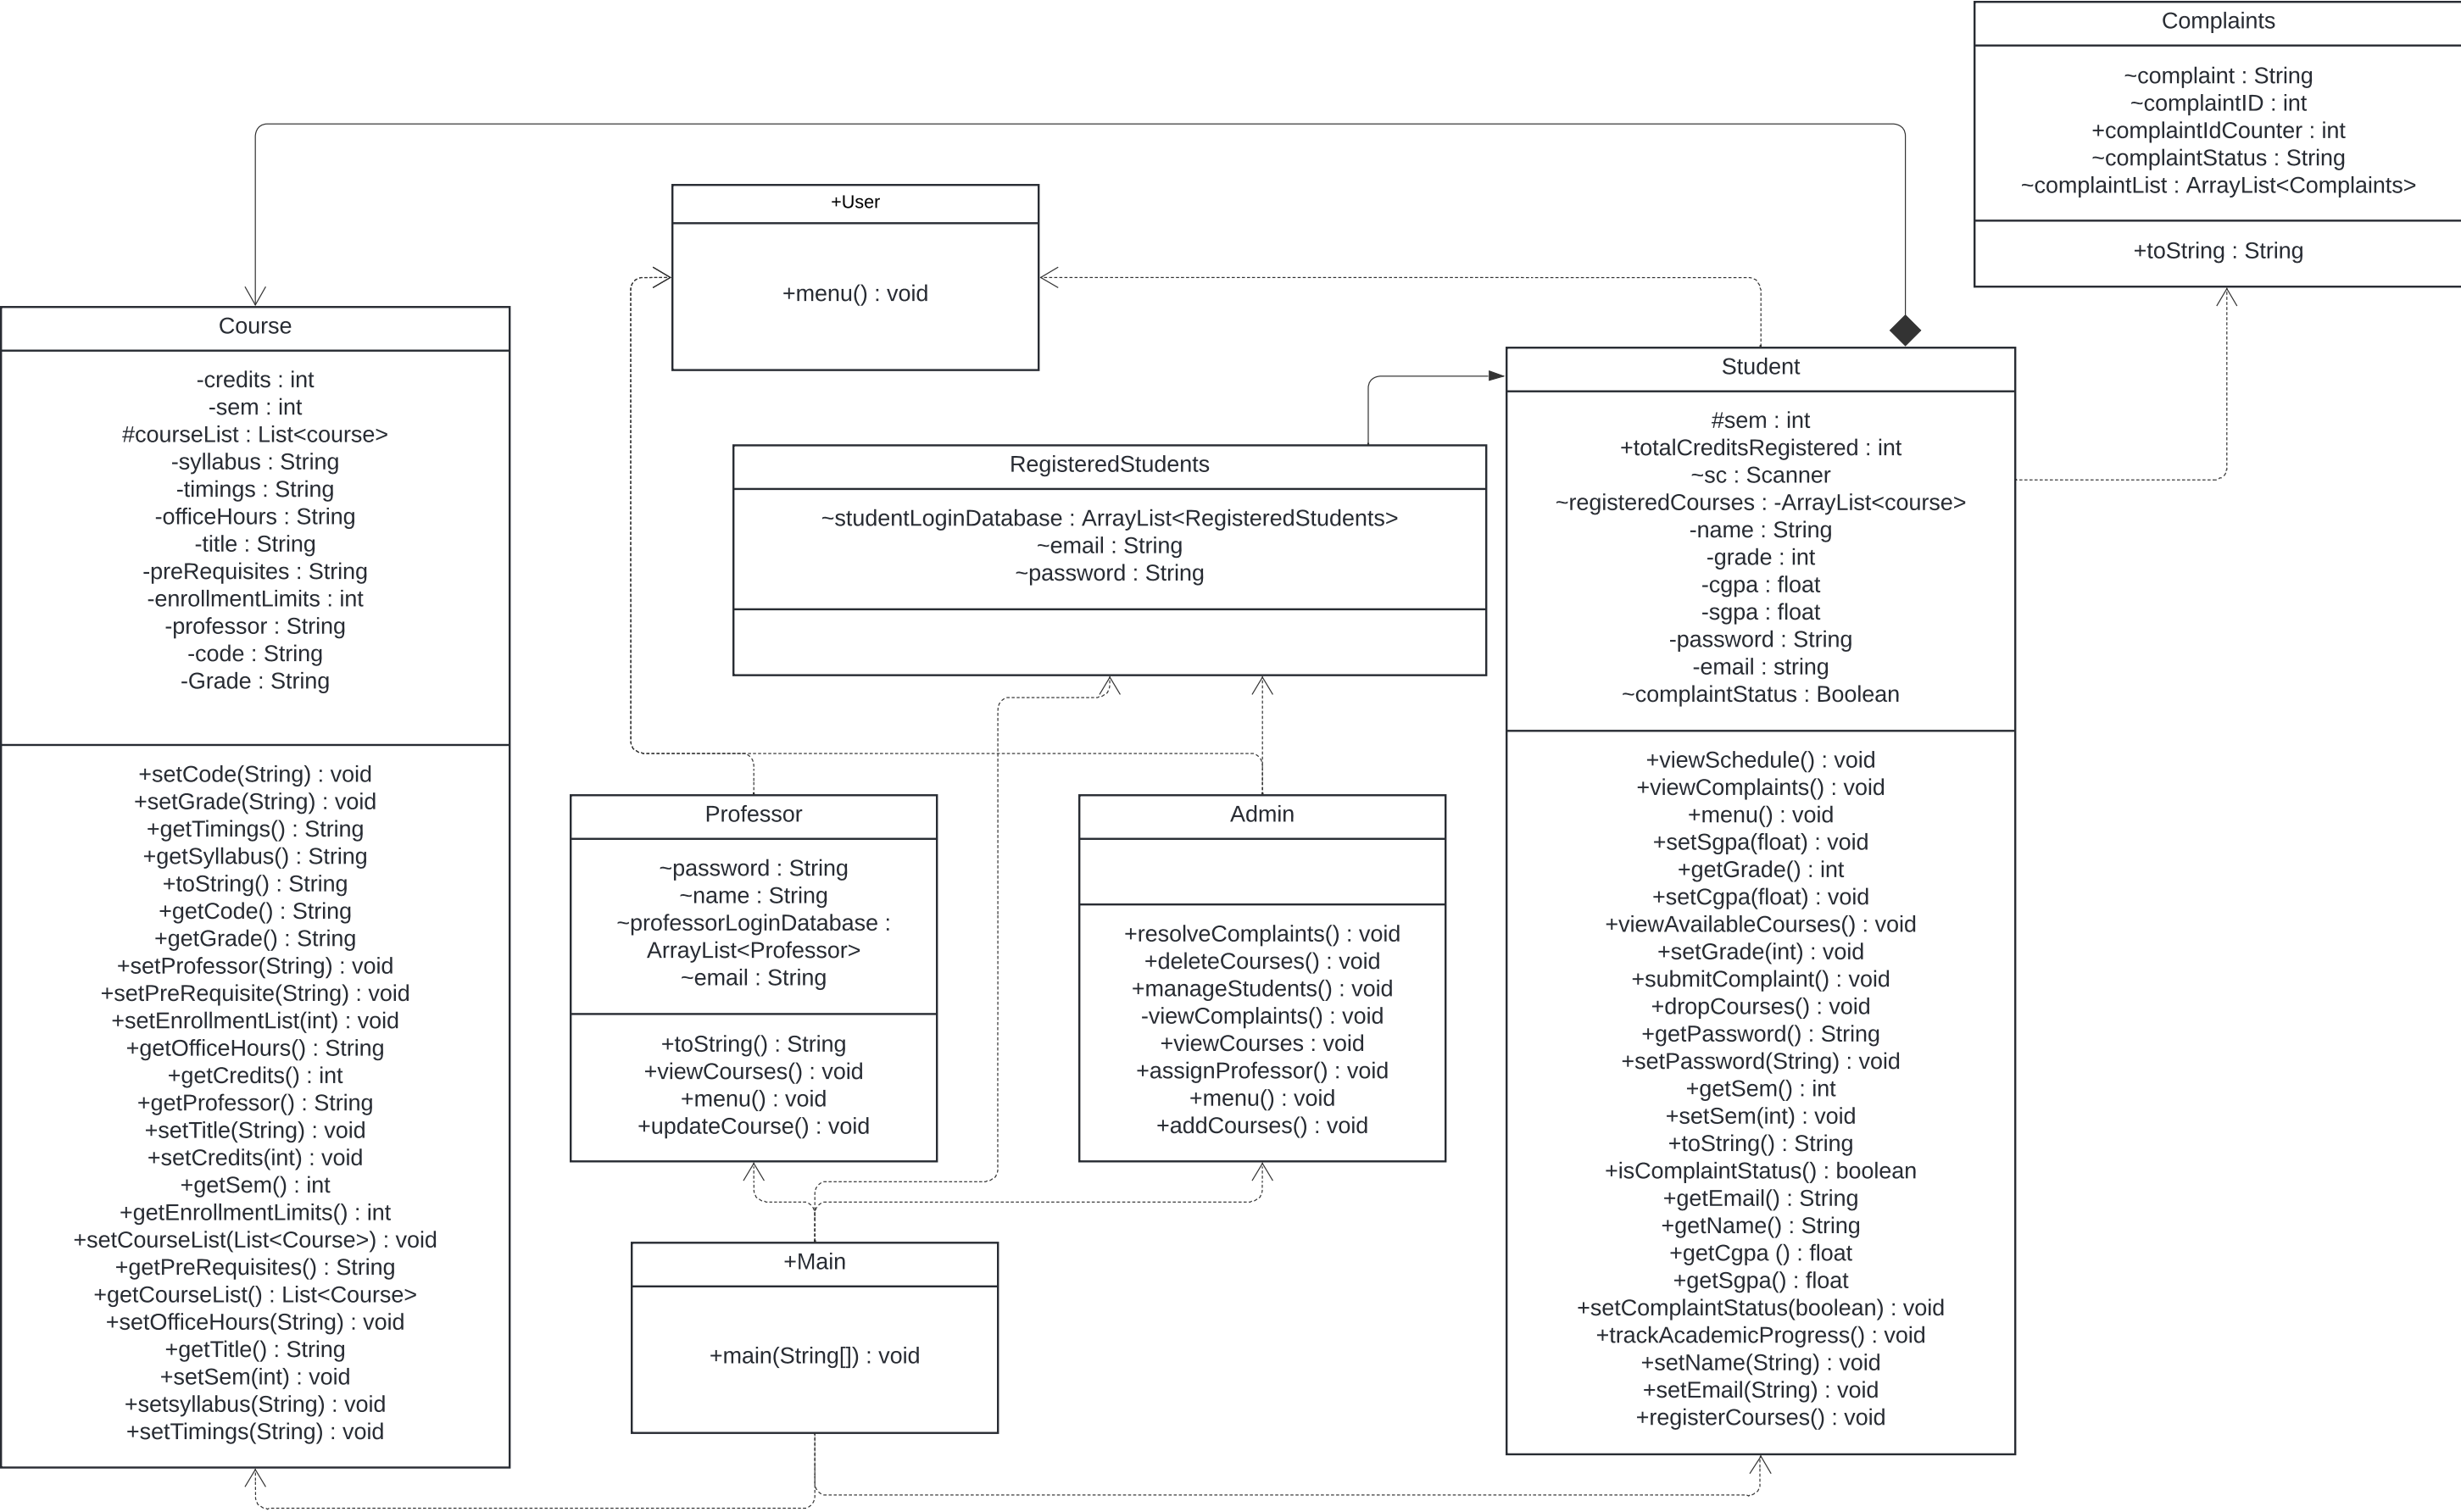 Complaints
~complaint : String
~complaintID : int
+complaintIdCounter : int
~complaintStatus : String
~complaintList : ArrayList<Complaints>
+toString : String
+User
+menu() : void
Course
-credits : int
-sem : int
#courseList : List<course>
-syllabus : String
-timings : String
-officeHours : String
-title : String
-preRequisites : String
-enrollmentLimits : int
-professor : String
-code : String
-Grade : String
+setCode(String) : void
+setGrade(String) : void
+getTimings() : String
+getSyllabus() : String
+toString() : String
+getCode() : String
+getGrade() : String
+setProfessor(String) : void
+setPreRequisite(String) : void
+setEnrollmentList(int) : void
+getOfficeHours() : String
+getCredits() : int
+getProfessor() : String
+setTitle(String) : void
+setCredits(int) : void
+getSem() : int
+getEnrollmentLimits() : int
+setCourseList(List<Course>) : void
+getPreRequisites() : String
+getCourseList() : List<Course>
+setOfficeHours(String) : void
+getTitle() : String
+setSem(int) : void
+setsyllabus(String) : void
+setTimings(String) : void
RegisteredStudents
~studentLoginDatabase : ArrayList<RegisteredStudents>
~email : String
~password : String
Student
#sem : int
+totalCreditsRegistered : int
~sc : Scanner
~registeredCourses : -ArrayList<course>
-name : String
-grade : int
-cgpa : float
-sgpa : float
-password : String
-email : string
~complaintStatus : Boolean
+viewSchedule() : void
+viewComplaints() : void
+menu() : void
+setSgpa(float) : void
+getGrade() : int
+setCgpa(float) : void
+viewAvailableCourses() : void
+setGrade(int) : void
+submitComplaint() : void
+dropCourses() : void
+getPassword() : String
+setPassword(String) : void
+getSem() : int
+setSem(int) : void
+toString() : String
+isComplaintStatus() : boolean
+getEmail() : String
+getName() : String
+getCgpa () : float
+getSgpa() : float
+setComplaintStatus(boolean) : void
+trackAcademicProgress() : void
+setName(String) : void
+setEmail(String) : void
+registerCourses() : void
Professor
~password : String
~name : String
~professorLoginDatabase :
ArrayList<Professor>
~email : String
+toString() : String
+viewCourses() : void
+menu() : void
+updateCourse() : void
Admin
+resolveComplaints() : void
+deleteCourses() : void
+manageStudents() : void
-viewComplaints() : void
+viewCourses : void
+assignProfessor() : void
+menu() : void
+addCourses() : void
+Main
+main(String[]) : void